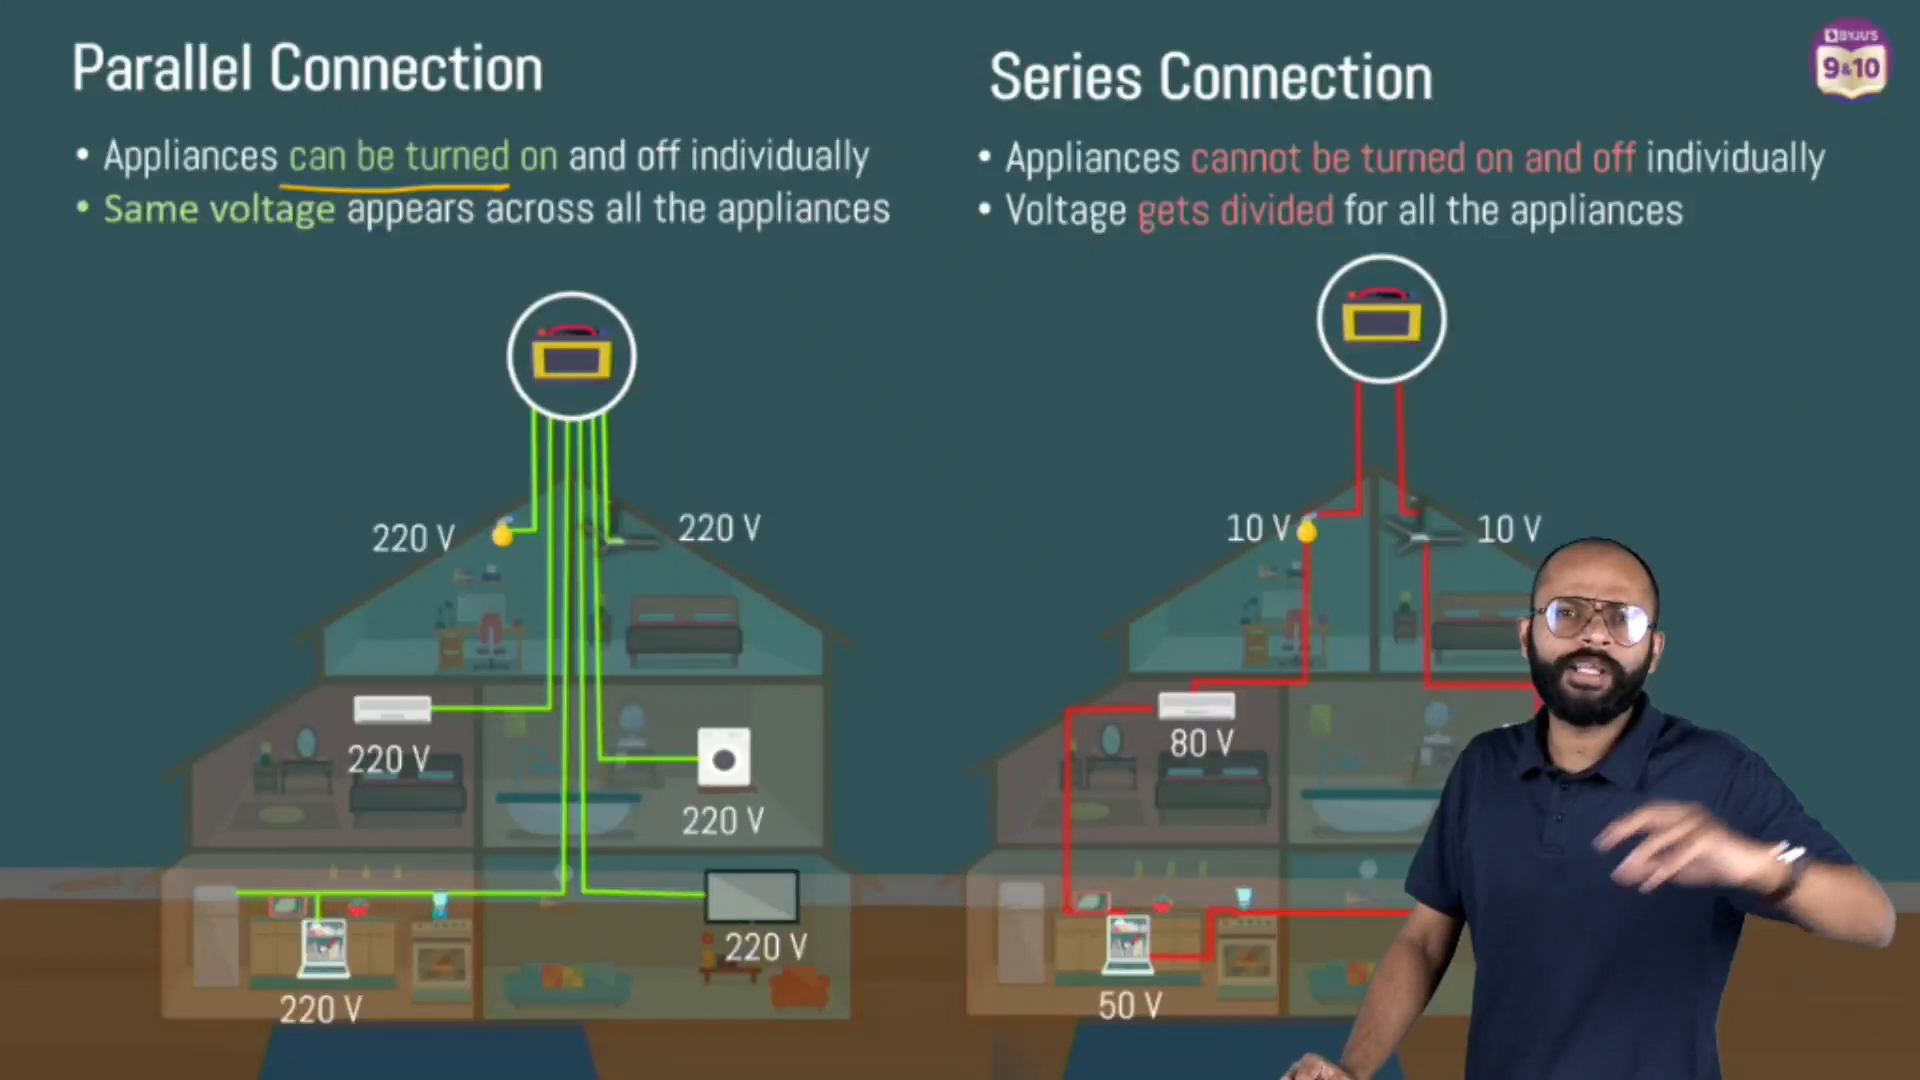 Parallel Connection
• Appliances can be turned on and off individually
• Same voltage appears across all the appliances
220 V
220 V
220 V
220 V
220 V
220 V
Series Connection
• Appliances cannot be turned on and off individually
• Voltage gets divided for all the appliances
10 V
10 V
80 V
50 V
BYJU'S
9&10